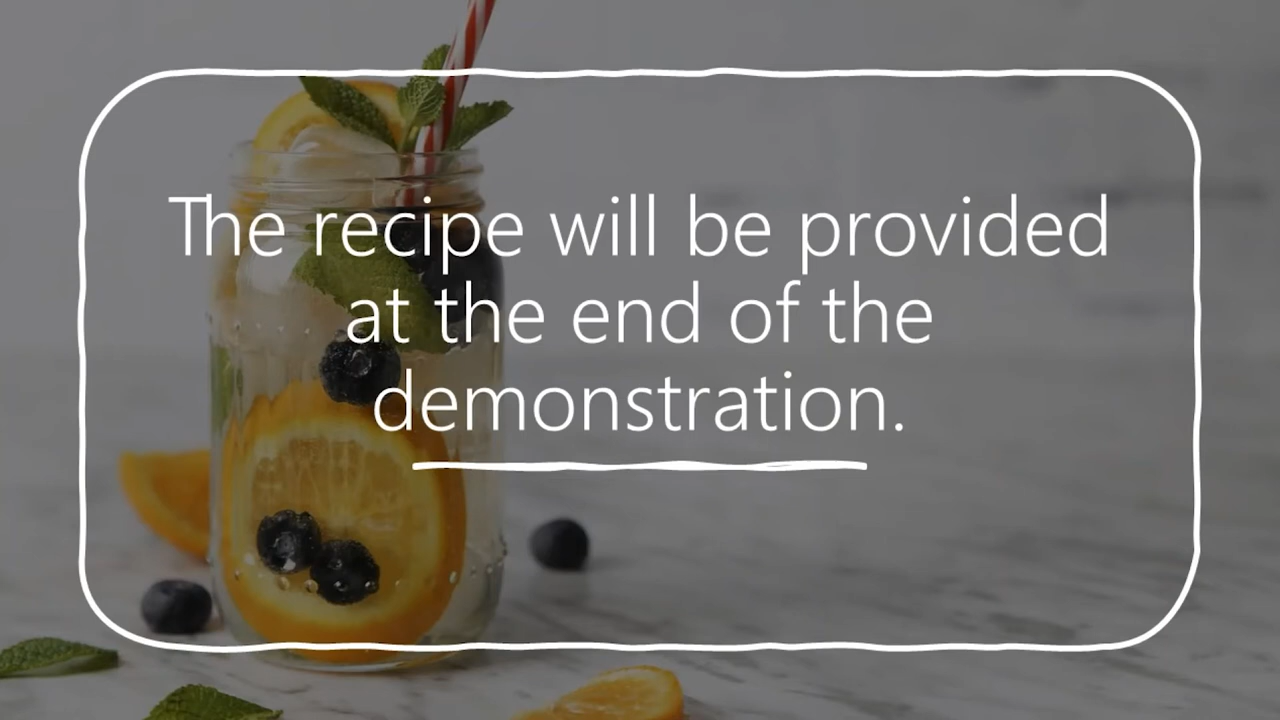 The recipe will be provided
at the end of the
demonstration.